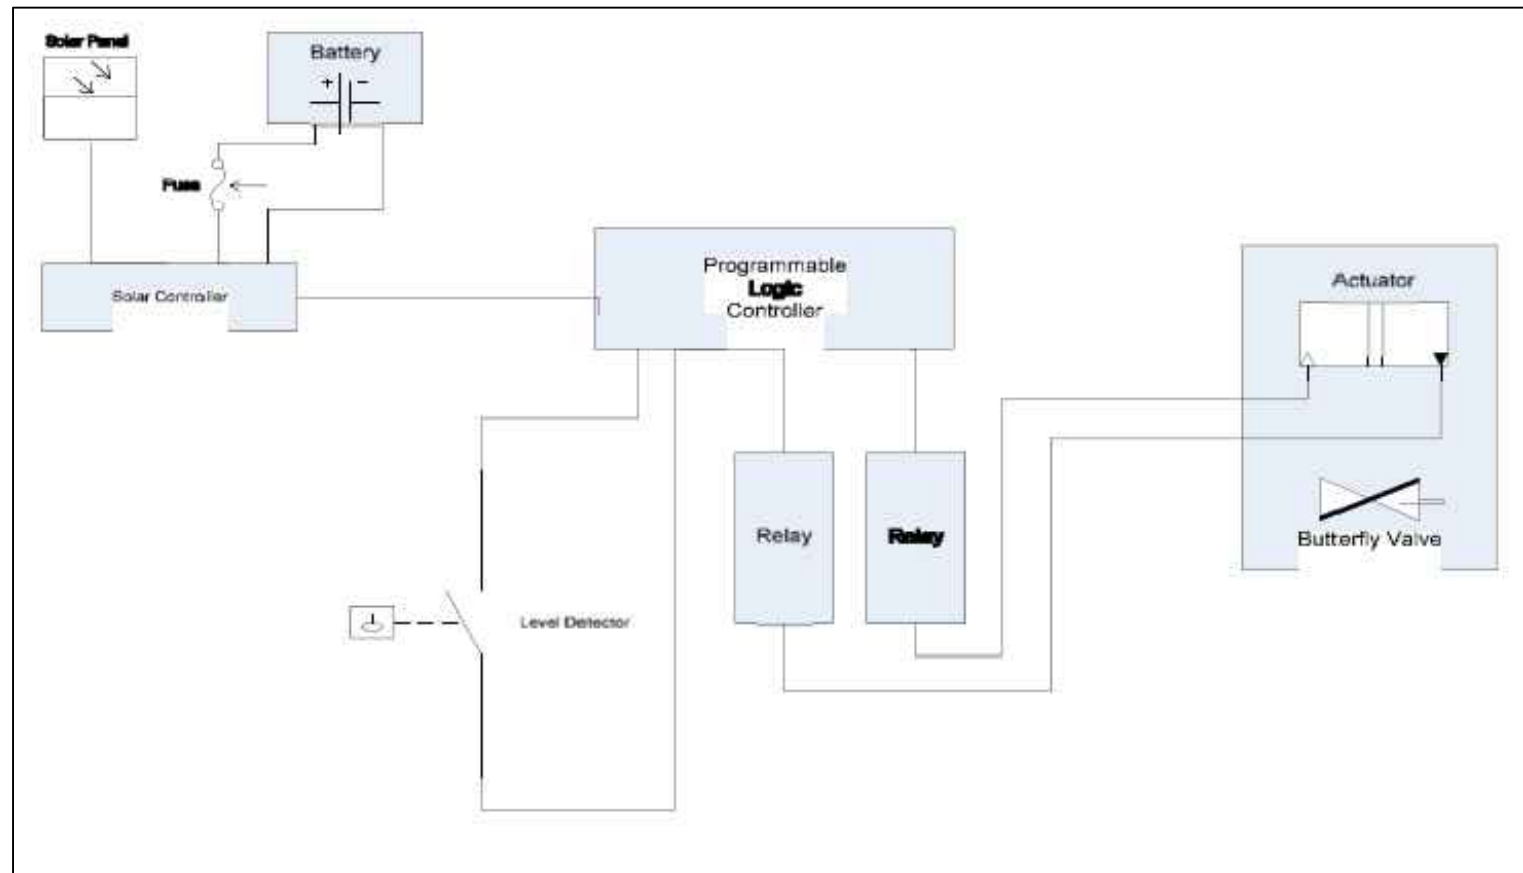 Solar Panel
Battery
+ -
Fuse
Solar Controller
Programmable
Logic
Controller
Actuator
Relay
Relay
Butterfly Valve
Level Detector